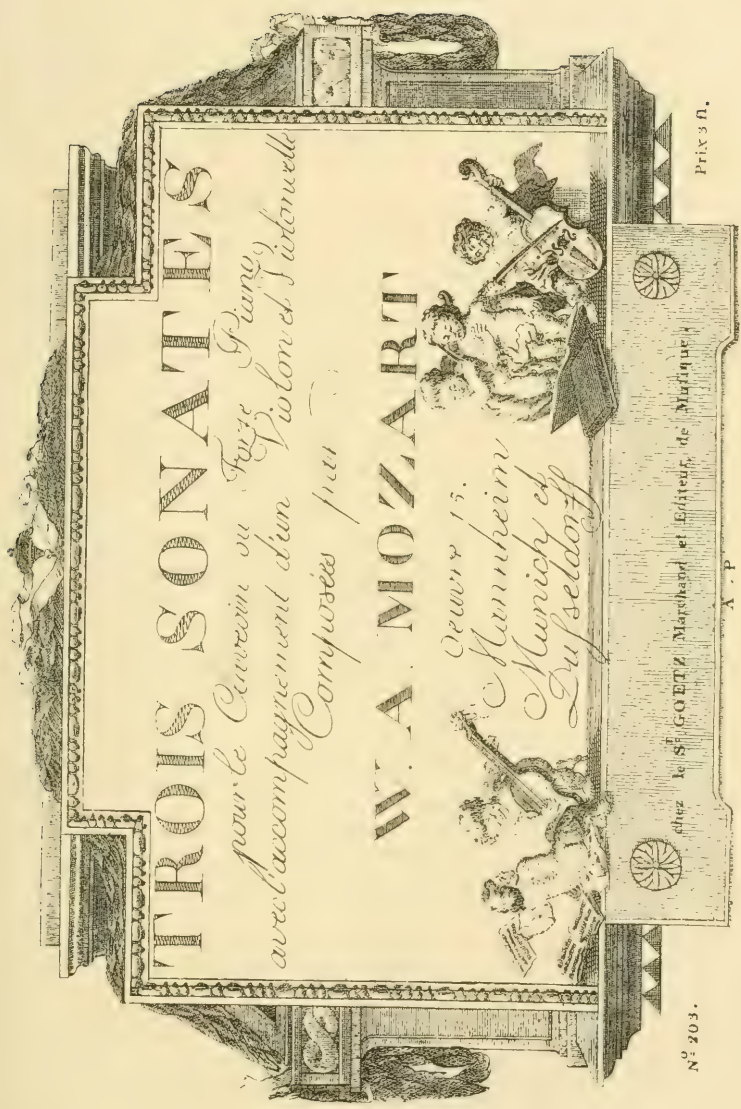 TROIS SONATES
pour le Clavecin ou Forte Piano
avec l'accompagnement d'un Violon et Violoncelle
Composées par
W. A. MOZART
Oeuvre 15.
Mannheim
Munich et
Dusseldorff
chez le Sr. GOETZ Marchand et Editeur de Musique.
A. P
No. 203.
Prix 3 fl.